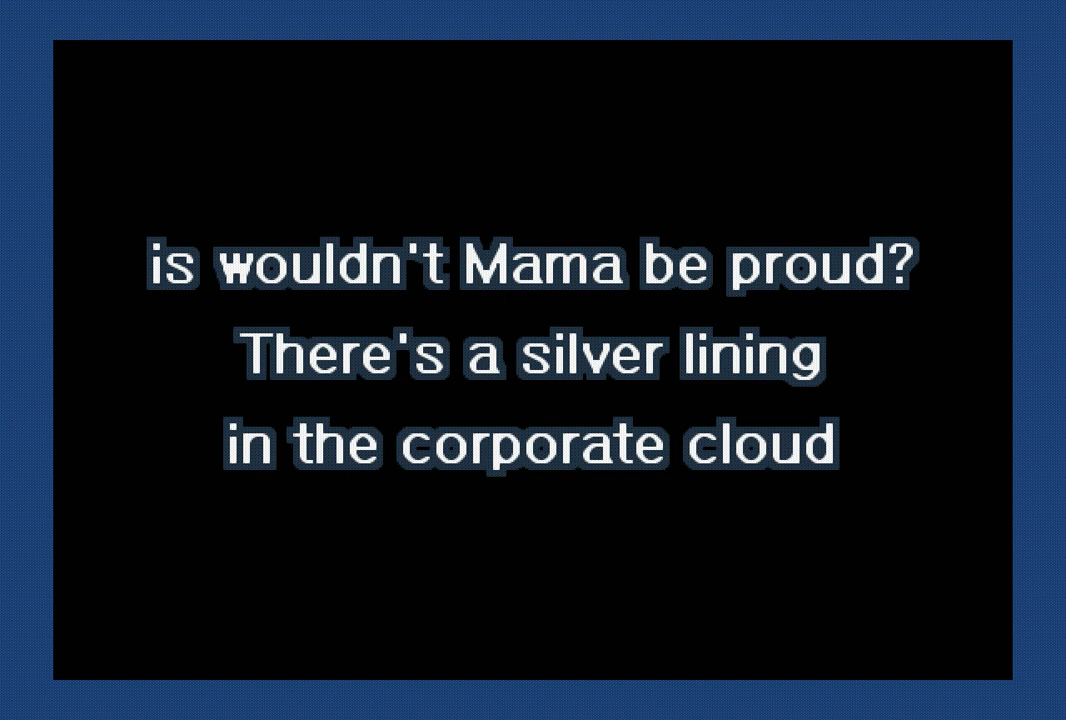 is wouldn't Mama be proud?
There's a silver lining
in the corporate cloud